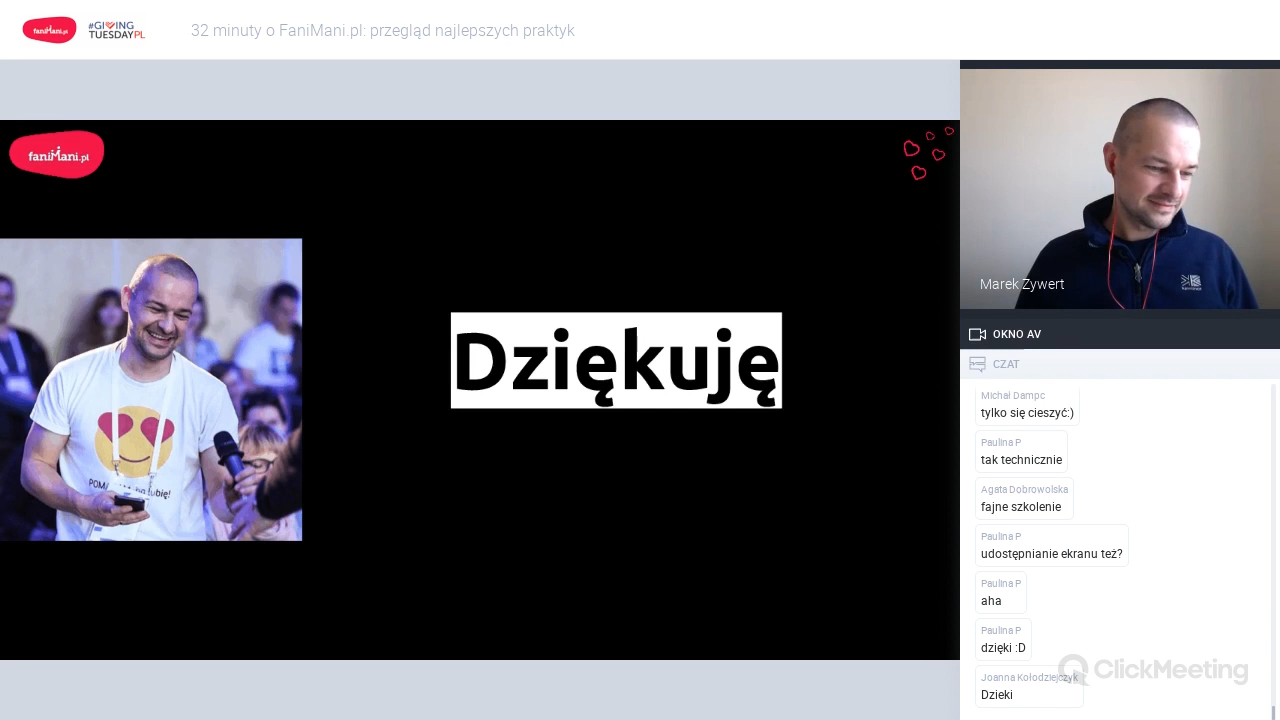 faniMani.pl
#GIVING
TUESDAYPL
32 minuty o FaniMani.pl: przegląd najlepszych praktyk
faniMani.pl
Dziękuję
Marek Zywert
OKNO AV
CZAT
Michał Dampc
tylko się cieszyć:)
Paulina P
tak technicznie
Agata Dobrowolska
fajne szkolenie
Paulina P
udostępnianie ekranu też?
Paulina P
aha
Paulina P
dzięki :D
Joanna Kołodziejczyk
Dzieki
ClickMeeting